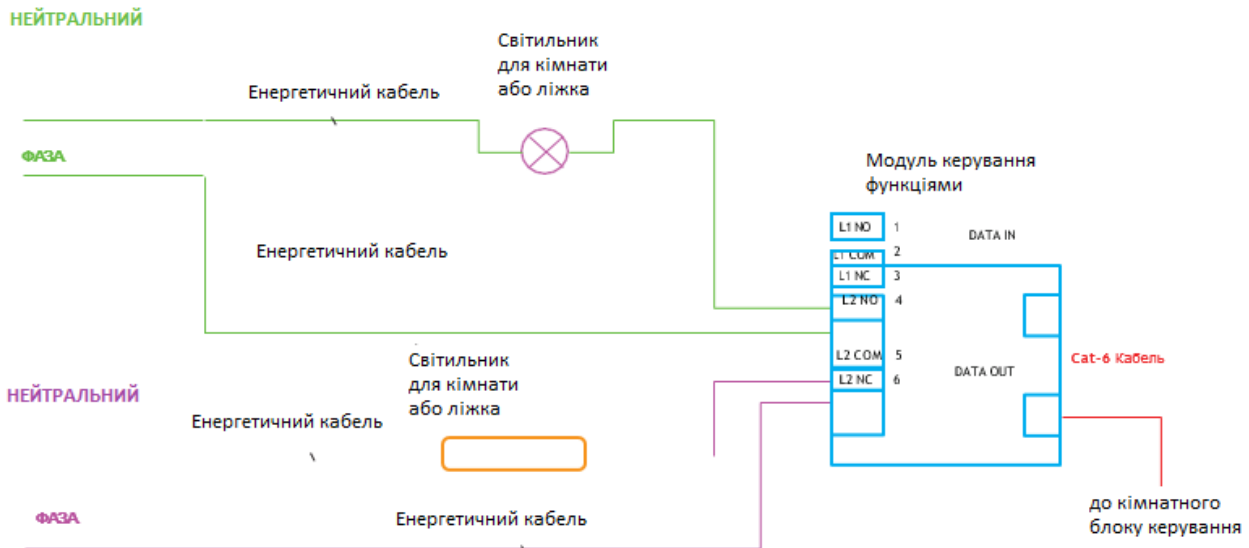 НЕЙТРАЛЬНИЙ
Світильник
для кімнати
або ліжка
Енергетичний кабель
ФАЗА
Модуль керування
функціями
L1 NO 1
DATA IN
L1 COM 2
L1 NC 3
L2 NO 4
Енергетичний кабель
L2 COM 5
L2 NC 6
DATA OUT
Cat-6 Кабель
Світильник
для кімнати
або ліжка
НЕЙТРАЛЬНИЙ
Енергетичний кабель
ФАЗА
Енергетичний кабель
до кімнатного
блоку керування